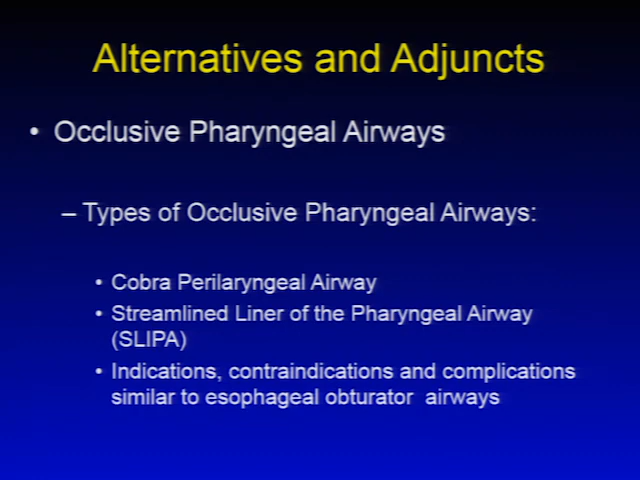 Alternatives and Adjuncts
• Occlusive Pharyngeal Airways
– Types of Occlusive Pharyngeal Airways:
• Cobra Perilaryngeal Airway
• Streamlined Liner of the Pharyngeal Airway
(SLIPA)
• Indications, contraindications and complications
similar to esophageal obturator airways